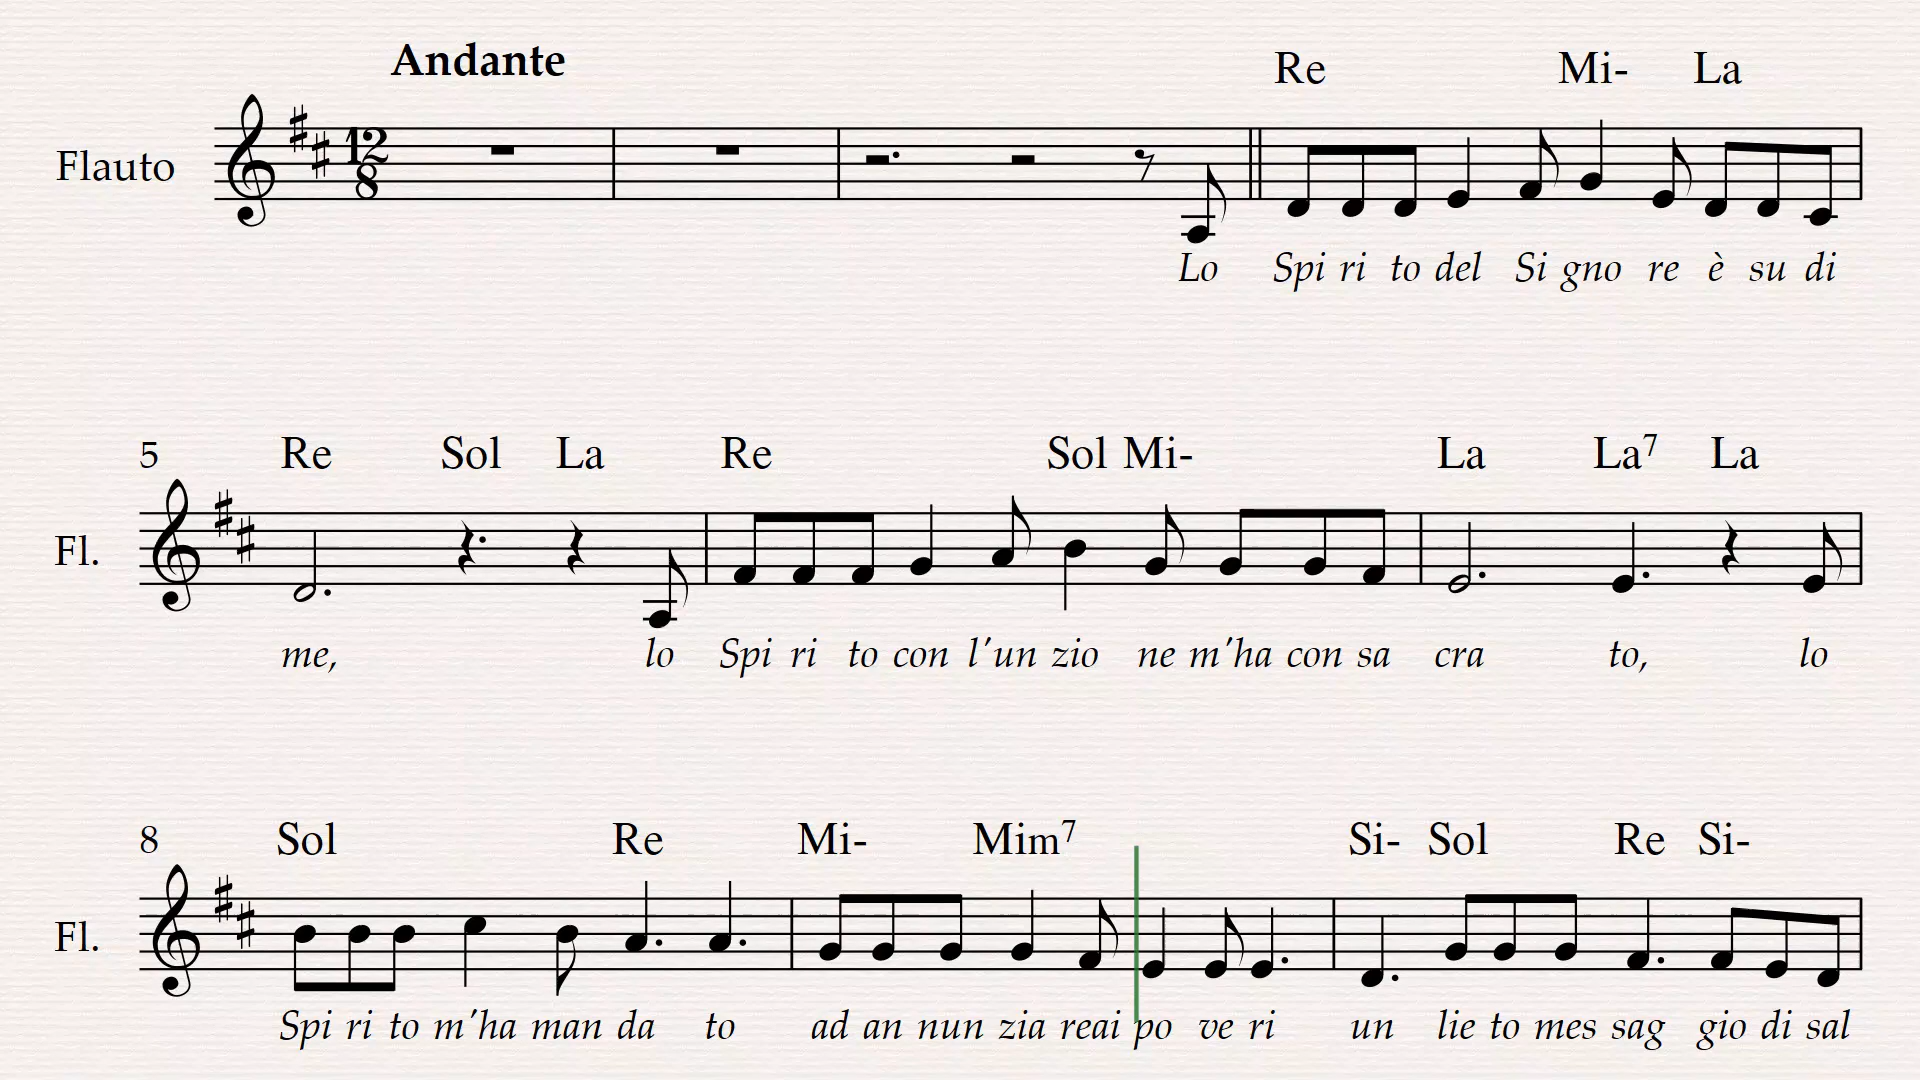 Andante
Re Mi- La
Flauto 12 8
Lo Spi ri to del Si gno re è su di
5 Re Sol La Re Sol Mi- La La7 La
Fl.
me, lo Spi ri to con l'un zio ne m'ha con sa cra to, lo
8 Sol Re Mi- Mim7 Si- Sol Re Si-
Fl.
Spi ri to m'ha man da to ad an nun zia reai po ve ri un lie to mes sag gio di sal